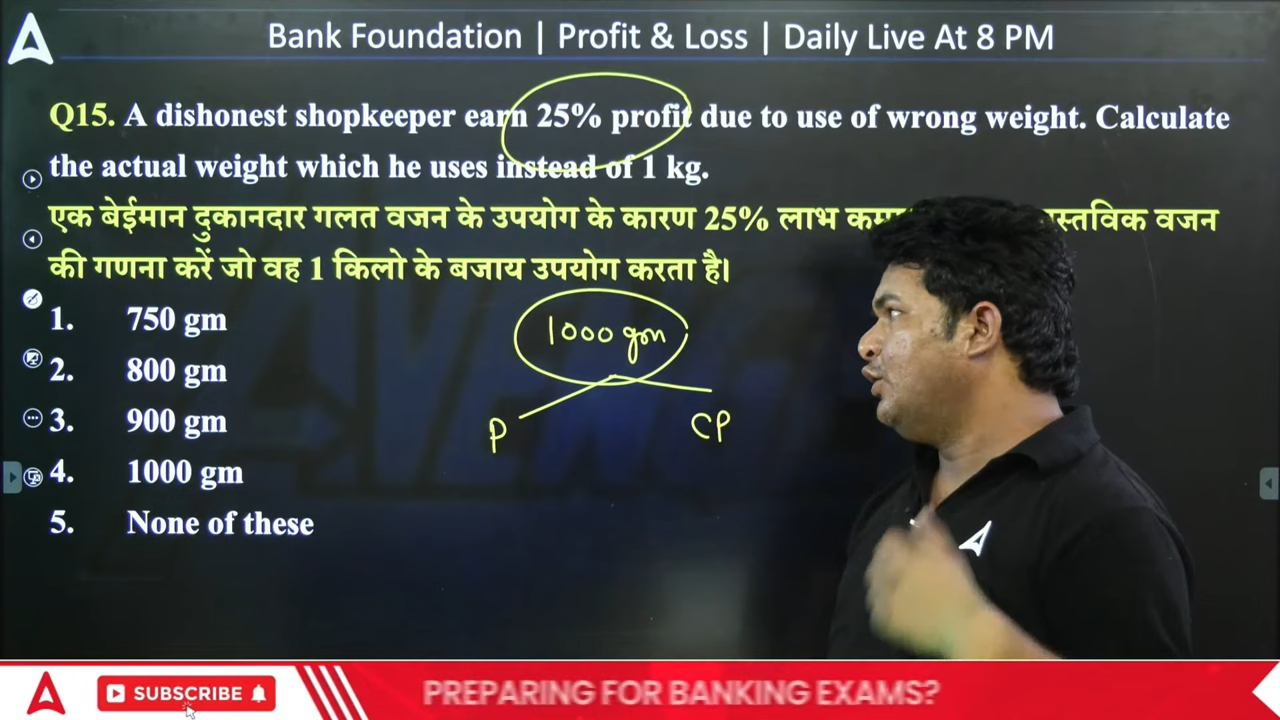 Bank Foundation | Profit & Loss | Daily Live At 8 PM
Q15. A dishonest shopkeeper earn 25% profit due to use of wrong weight. Calculate
the actual weight which he uses instead of 1 kg.
एक बेईमान दुकानदार गलत वजन के उपयोग के कारण 25% लाभ वजन
की गणना करें जो वह 1 किलो के बजाय उपयोग करता है।
1. 750 gm
2. 800 gm
3. 900 gm
4. 1000 gm
5. None of these
1000 gm
P CP
SUBSCRIBE
PREPARING FOR BANKING EXAMS?